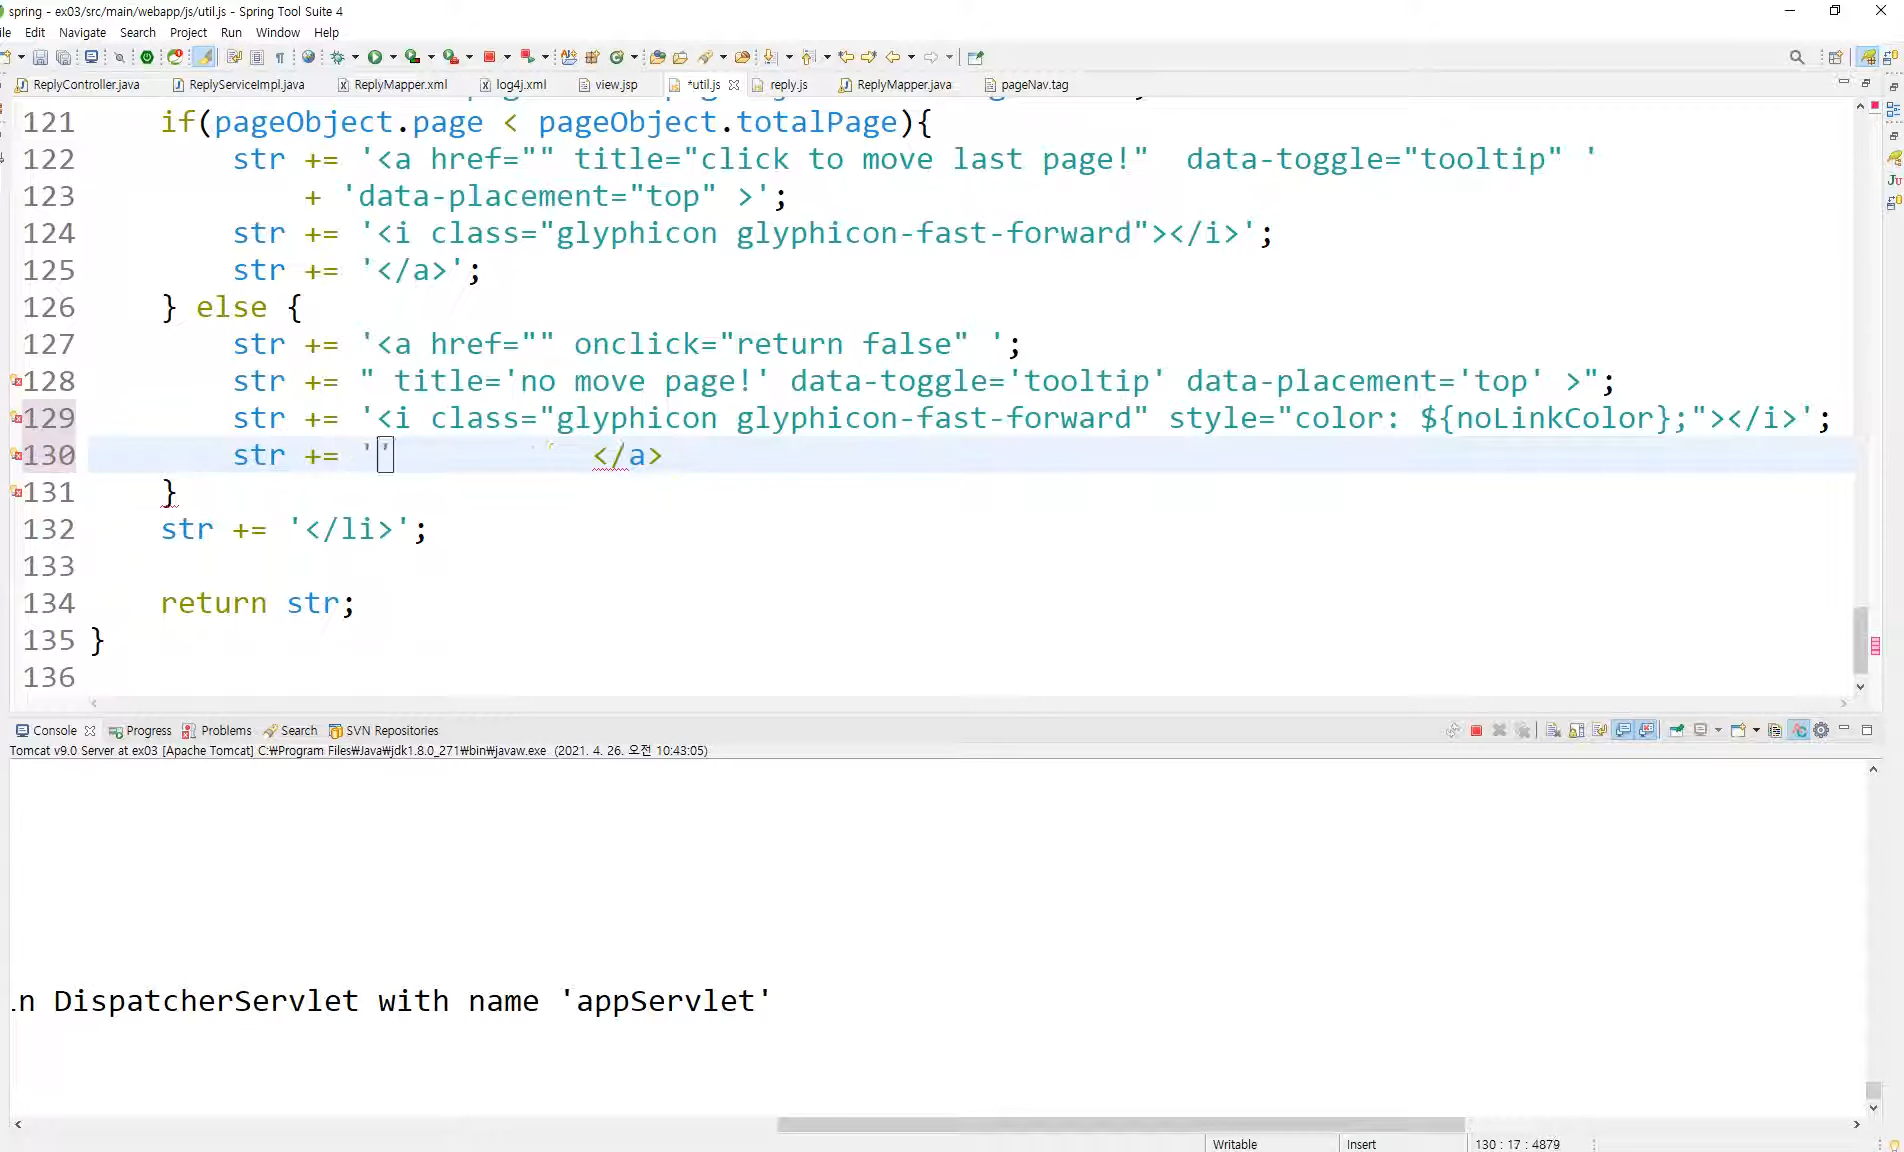 spring - ex03/src/main/webapp/js/util.js - Spring Tool Suite 4
ile Edit Navigate Search Project Run Window Help
ReplyController.java ReplyServiceImpl.java ReplyMapper.xml log4j.xml view.jsp *util.js reply.js ReplyMapper.java pageNav.tag
121 if(pageObject.page < pageObject.totalPage){
122 str += '<a href="" title="click to move last page!"  data-toggle="tooltip" '
123 + 'data-placement="top" >';
124 str += '<i class="glyphicon glyphicon-fast-forward"></i>';
125 str += '</a>';
126 } else {
127 str += '<a href="" onclick="return false" ';
128 str += " title='no move page!' data-toggle='tooltip' data-placement='top' >";
129 str += '<i class="glyphicon glyphicon-fast-forward" style="color: ${noLinkColor};"></i>';
130 str += '' </a>
131 }
132 str += '</li>';
133
134 return str;
135 }
136
Console Progress Problems Search SVN Repositories
Tomcat v9.0 Server at ex03 [Apache Tomcat] C:₩Program Files₩Java₩jdk1.8.0_271₩bin₩javaw.exe (2021. 4. 26. 오전 10:43:05)
in DispatcherServlet with name 'appServlet'
Writable Insert 130 : 17 : 4879